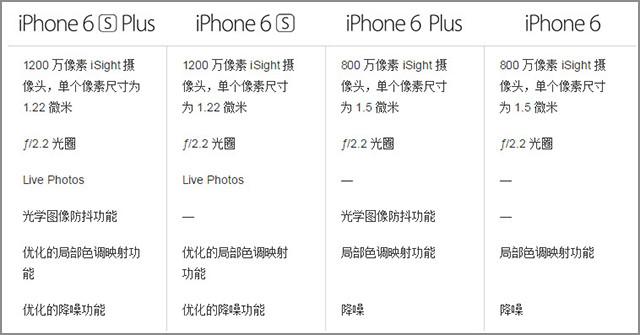 iPhone 6 S Plus
iPhone 6 S
iPhone 6 Plus
iPhone 6
1200 万像素 iSight 摄
像头，单个像素尺寸为
1.22 微米
1200 万像素 iSight 摄
像头，单个像素尺寸
为 1.22 微米
800 万像素 iSight 摄
像头，单个像素尺寸
为 1.5 微米
800 万像素 iSight 摄
像头，单个像素尺寸
为 1.5 微米
ƒ/2.2 光圈
ƒ/2.2 光圈
ƒ/2.2 光圈
ƒ/2.2 光圈
Live Photos
Live Photos
—
—
光学图像防抖功能
—
光学图像防抖功能
—
优化的局部色调映射功
能
优化的局部色调映射
功能
局部色调映射功能
局部色调映射功能
优化的降噪功能
优化的降噪功能
降噪
降噪